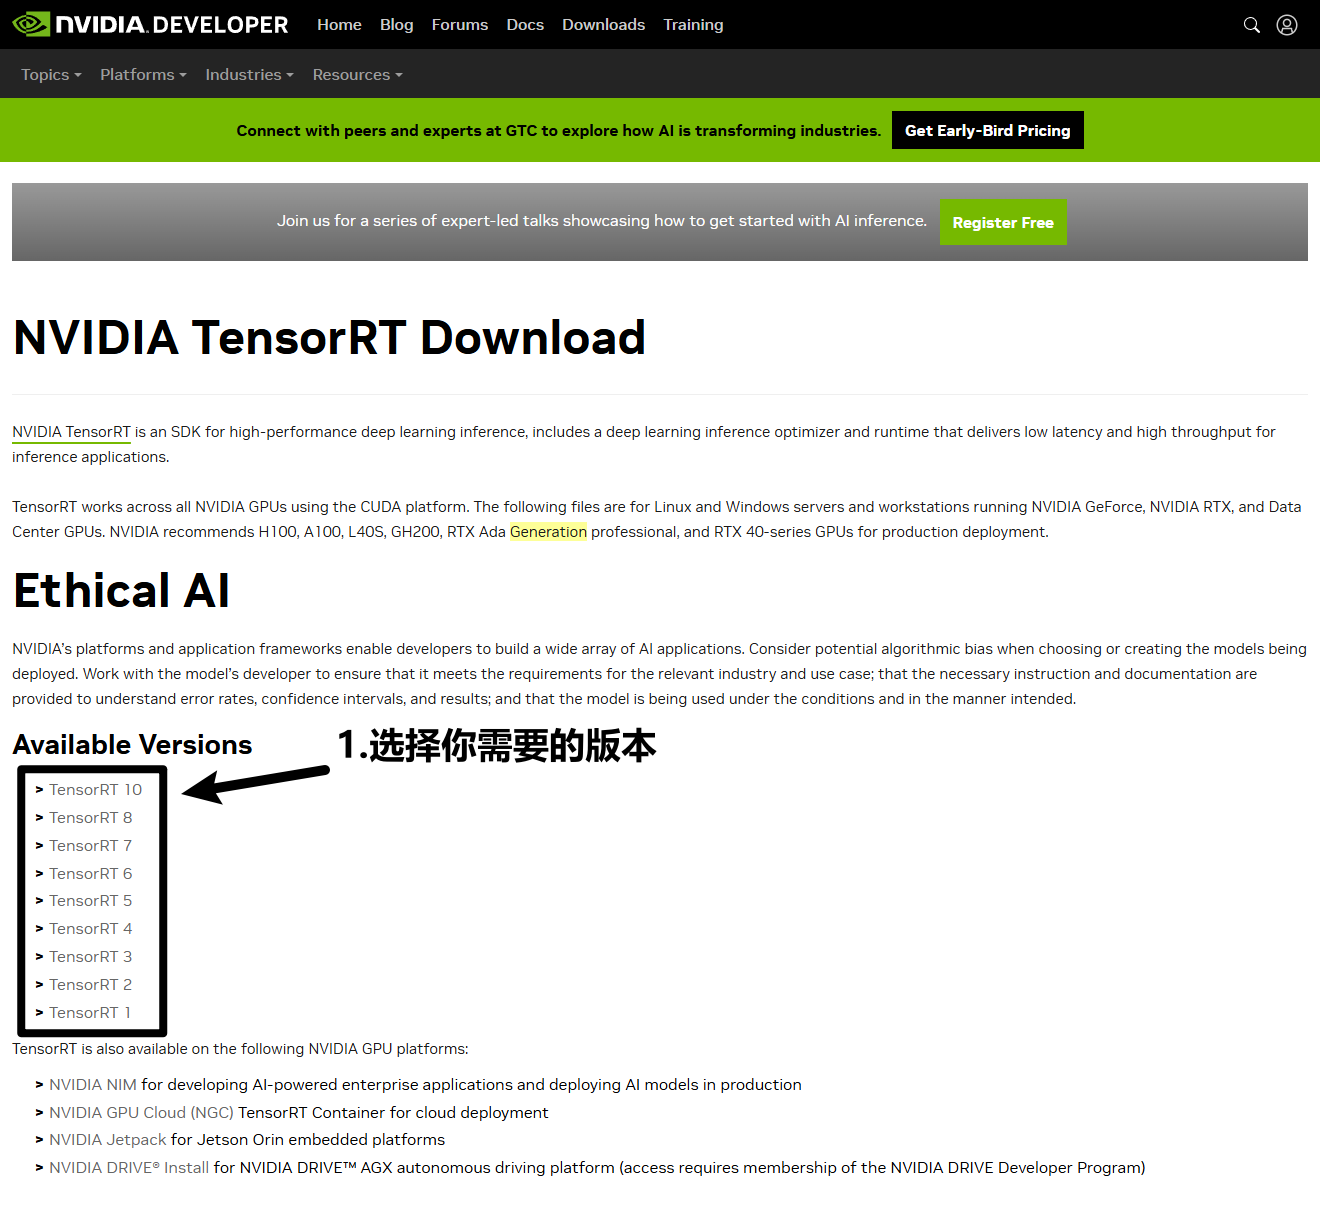 NVIDIA. DEVELOPER Home Blog Forums Docs Downloads Training
Topics Platforms Industries Resources
Connect with peers and experts at GTC to explore how AI is transforming industries. Get Early-Bird Pricing
Join us for a series of expert-led talks showcasing how to get started with AI inference. Register Free
NVIDIA TensorRT Download
NVIDIA TensorRT is an SDK for high-performance deep learning inference, includes a deep learning inference optimizer and runtime that delivers low latency and high throughput for
inference applications.
TensorRT works across all NVIDIA GPUs using the CUDA platform. The following files are for Linux and Windows servers and workstations running NVIDIA GeForce, NVIDIA RTX, and Data
Center GPUs. NVIDIA recommends H100, A100, L40S, GH200, RTX Ada Generation professional, and RTX 40-series GPUs for production deployment.
Ethical AI
NVIDIA’s platforms and application frameworks enable developers to build a wide array of AI applications. Consider potential algorithmic bias when choosing or creating the models being
deployed. Work with the model’s developer to ensure that it meets the requirements for the relevant industry and use case; that the necessary instruction and documentation are
provided to understand error rates, confidence intervals, and results; and that the model is being used under the conditions and in the manner intended.
Available Versions
1.选择你需要的版本
> TensorRT 10
> TensorRT 8
> TensorRT 7
> TensorRT 6
> TensorRT 5
> TensorRT 4
> TensorRT 3
> TensorRT 2
> TensorRT 1
TensorRT is also available on the following NVIDIA GPU platforms:
> NVIDIA NIM for developing AI-powered enterprise applications and deploying AI models in production
> NVIDIA GPU Cloud (NGC) TensorRT Container for cloud deployment
> NVIDIA Jetpack for Jetson Orin embedded platforms
> NVIDIA DRIVE® Install for NVIDIA DRIVE™ AGX autonomous driving platform (access requires membership of the NVIDIA DRIVE Developer Program)